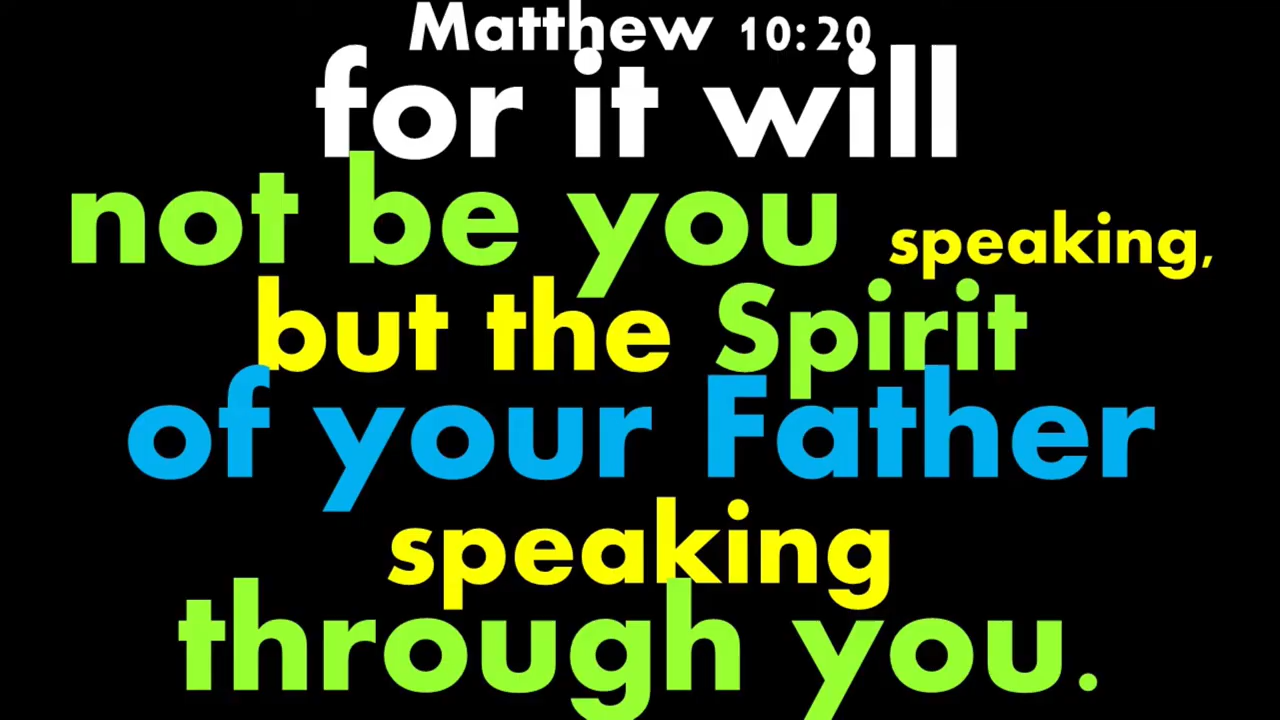 Matthew 10:20
for it will
not be you speaking,
but the Spirit
of your Father
speaking
through you.